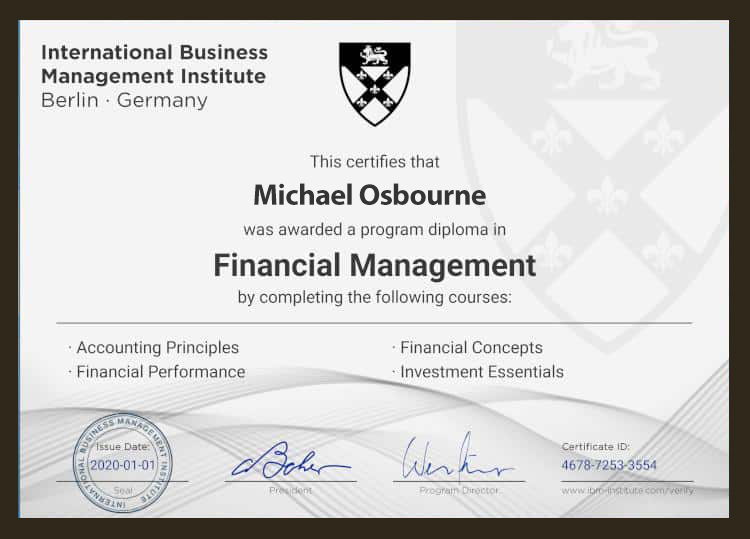 International Business
Management Institute
Berlin · Germany
This certifies that
Michael Osbourne
was awarded a program diploma in
Financial Management
by completing the following courses:
· Accounting Principles
· Financial Performance
· Financial Concepts
· Investment Essentials
INTERNATIONAL BUSINESS MANAGEMENT INSTITUTE
Issue Date:
2020-01-01
Seal
President
Program Director
Certificate ID:
4678-7253-3554
www.ibm-institute.com/verify